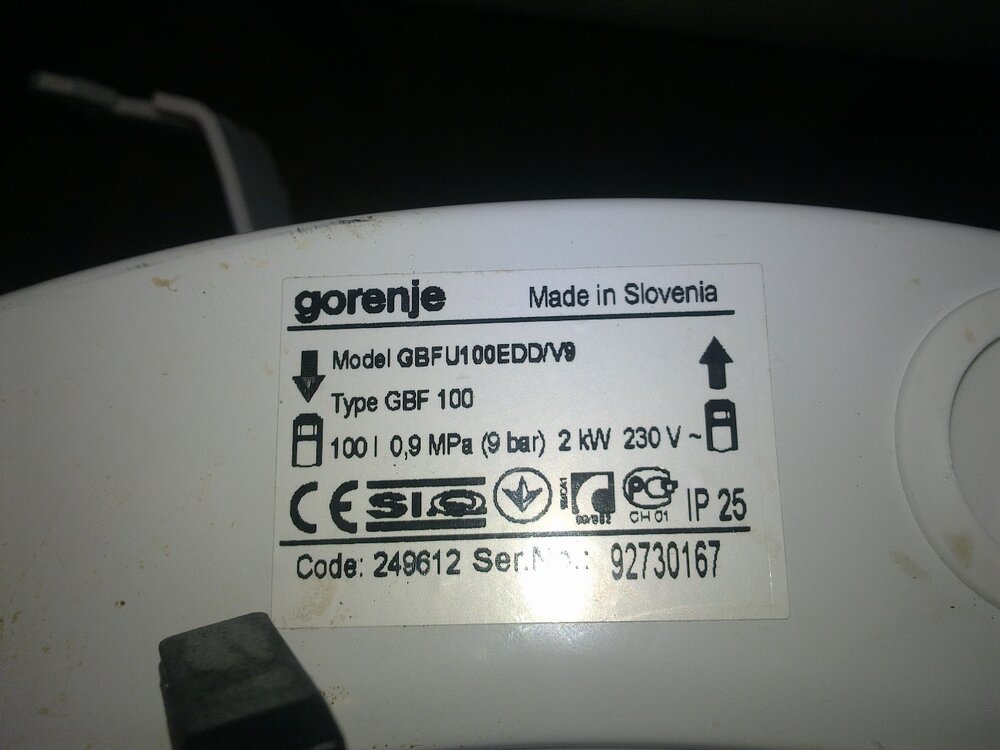 gorenje Made in Slovenia
Model GBFU100EDD/V9
Type GBF 100
100 l 0,9 MPa (9 bar) 2 kW 230 V ~
CE SIQ PC IP 25
Code: 249612 Ser.No.: 92730167